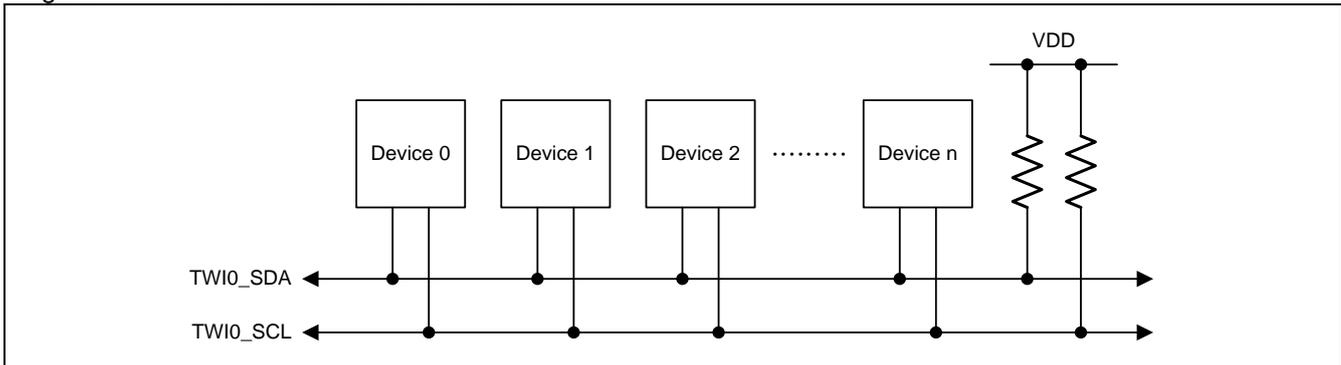 VDD
Device 0 Device 1 Device 2 ......... Device n
TWI0_SDA
TWI0_SCL